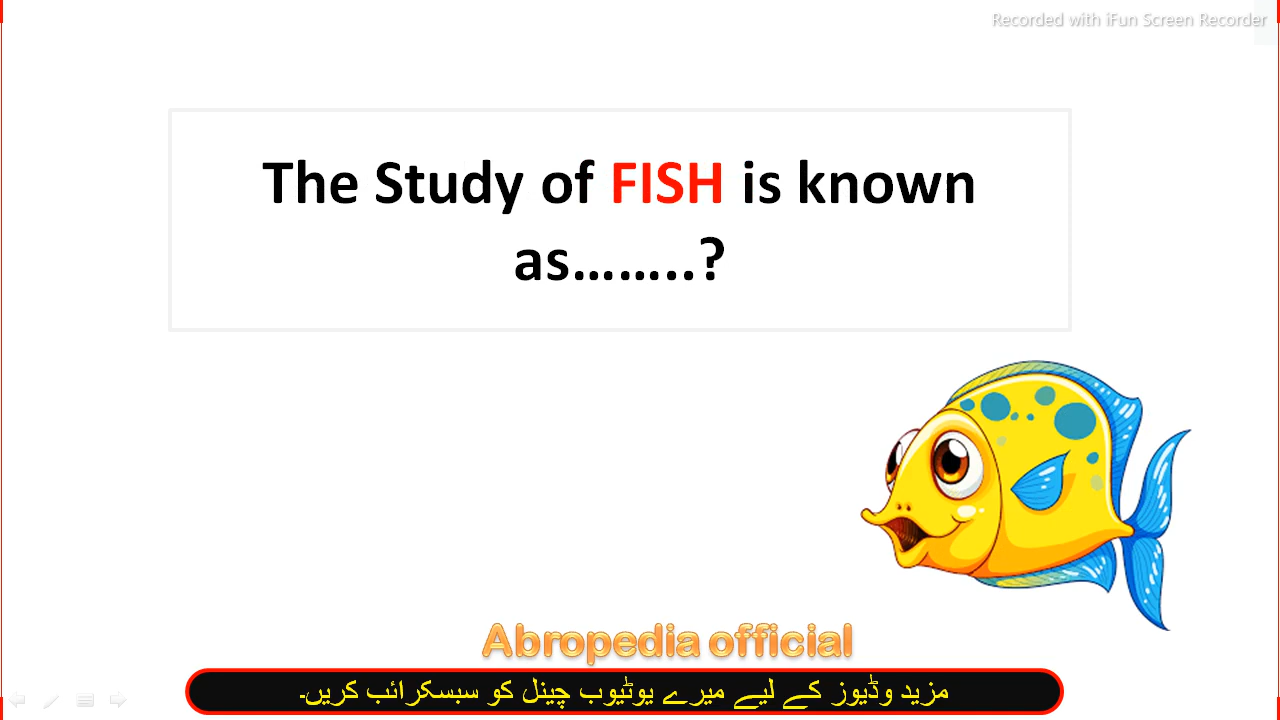 Recorded with iFun Screen Recorder
The Study of FISH is known
as……..?
Abropedia official
مزید وڈیوز کے لیے میرے یوٹیوب چینل کو سبسکرائب کریں۔